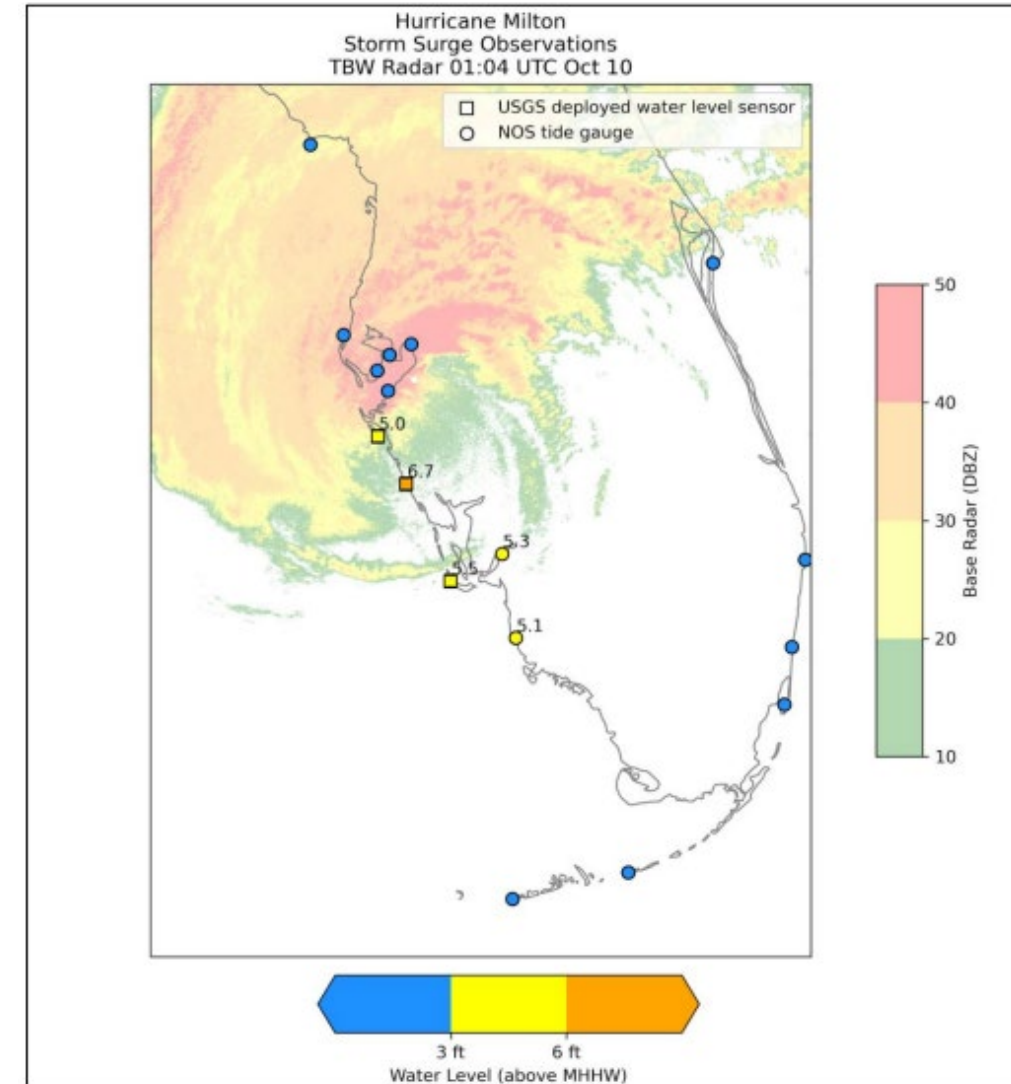 Hurricane Milton
Storm Surge Observations
TBW Radar 01:04 UTC Oct 10
USGS deployed water level sensor
NOS tide gauge
5.0
6.7
5.3
5.5
5.1
50
40
30
20
10
Base Radar (DBZ)
3 ft 6 ft
Water Level (above MHHW)